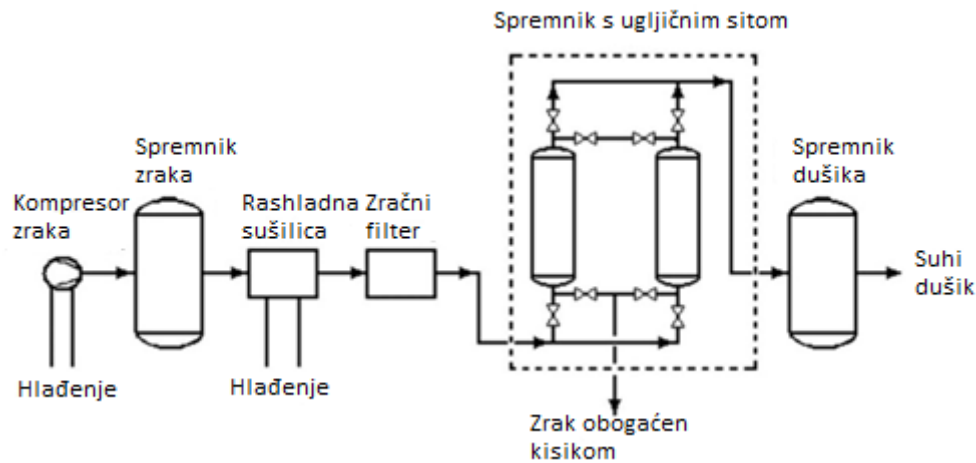 Spremnik s ugljičnim sitom
Spremnik
zraka
Kompresor
zraka
Rashladna
sušilica
Zračni
filter
Spremnik
dušika
Suhi
dušik
Hlađenje
Hlađenje
Zrak obogaćen
kisikom